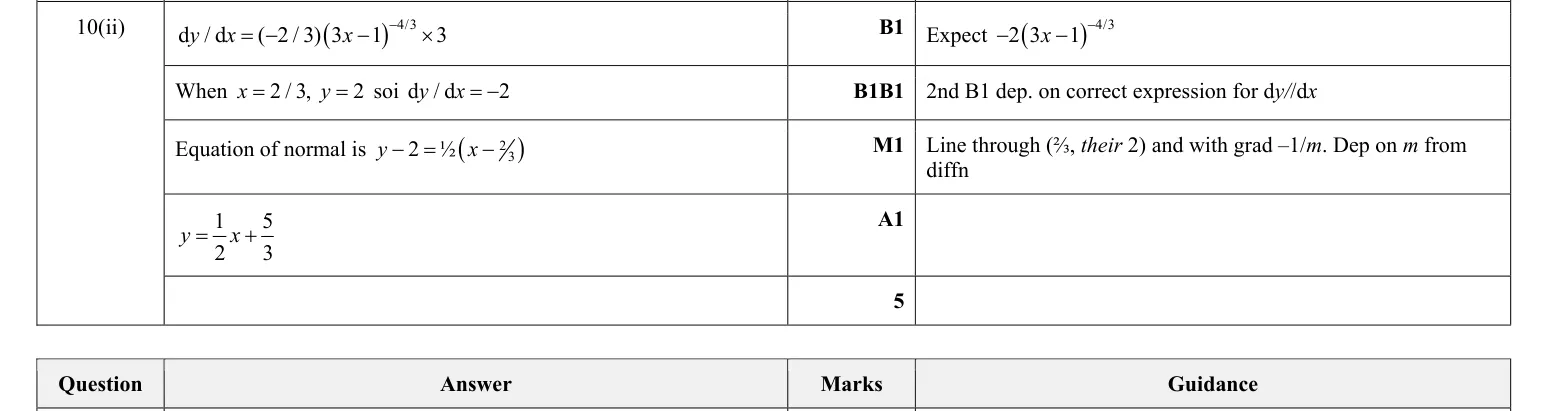 10(ii) dy / dx = (−2 / 3)(3x − 1)^−4/3 × 3 B1 Expect −2(3x − 1)^−4/3
When x = 2 / 3, y = 2 soi dy / dx = −2 B1B1 2nd B1 dep. on correct expression for dy//dx
Equation of normal is y − 2 = ½(x − ⅔) M1 Line through (⅔, their 2) and with grad –1/m. Dep on m from
diffn
y = 1/2 x + 5/3 A1
5
Question Answer Marks Guidance